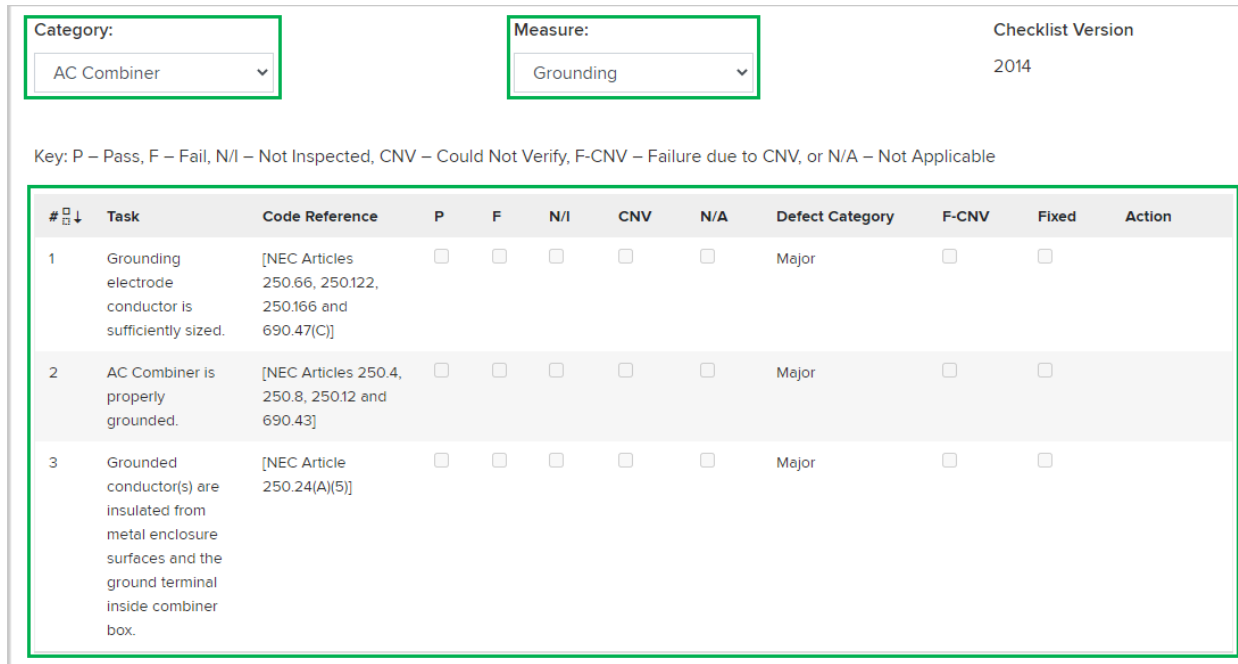 Category:
Measure:
Checklist Version
AC Combiner
Grounding
2014
Key: P – Pass, F – Fail, N/I – Not Inspected, CNV – Could Not Verify, F-CNV – Failure due to CNV, or N/A – Not Applicable
# Task Code Reference P F N/I CNV N/A Defect Category F-CNV Fixed Action
1 Grounding [NEC Articles Major
electrode 250.66, 250.122,
conductor is 250.166 and
sufficiently sized. 690.47(C)]
2 AC Combiner is [NEC Articles 250.4, Major
properly 250.8, 250.12 and
grounded. 690.43]
3 Grounded [NEC Article Major
conductor(s) are 250.24(A)(5)]
insulated from
metal enclosure
surfaces and the
ground terminal
inside combiner
box.